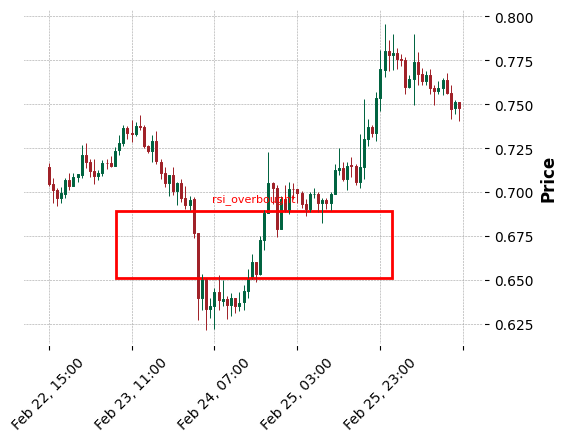 0.800
0.775
0.750
0.725
0.700
0.675
0.650
0.625
Price
rsi_overbought
Feb 22, 15:00
Feb 23, 11:00
Feb 24, 07:00
Feb 25, 03:00
Feb 25, 23:00